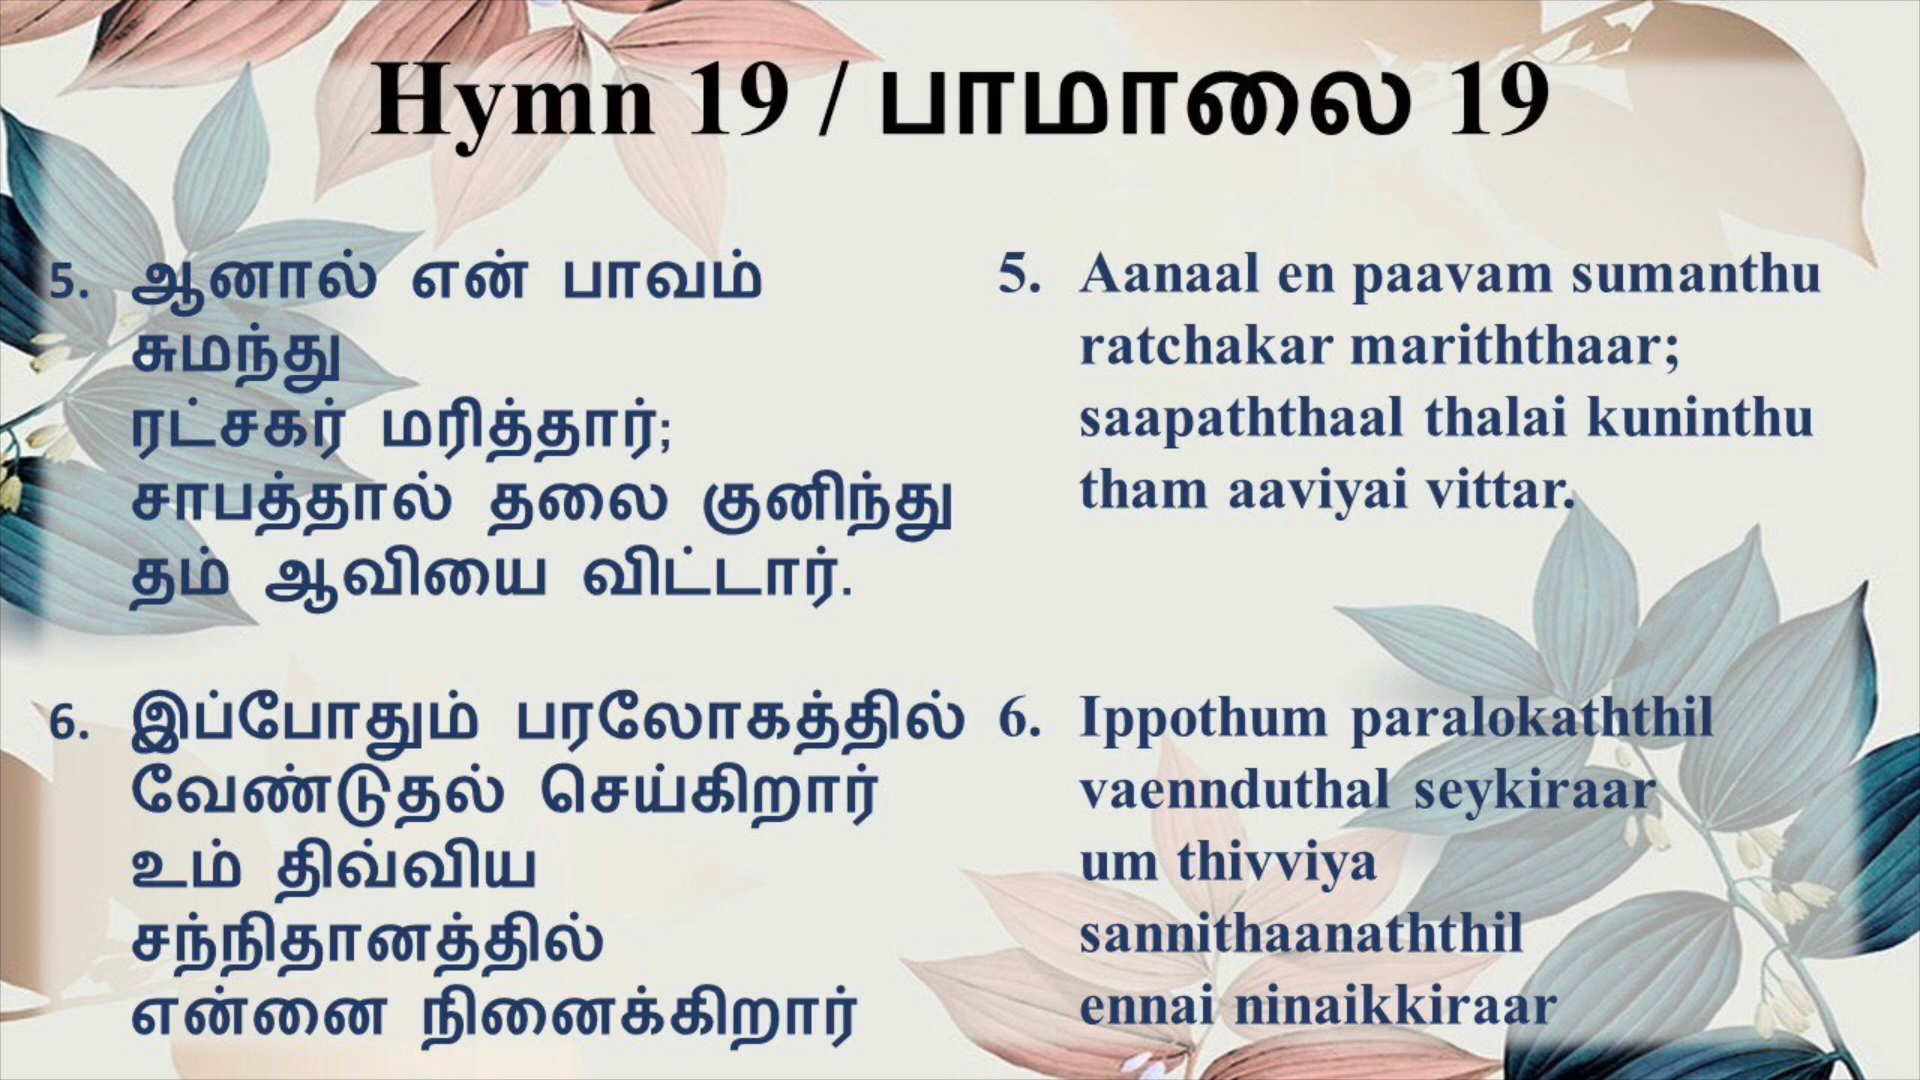 Hymn 19 / பாமாலை 19
5. ஆனால் என் பாவம்
சுமந்து
ரட்சகர் மரித்தார்;
சாபத்தால் தலை குனிந்து
தம் ஆவியை விட்டார்.
6. இப்போதும் பரலோகத்தில்
வேண்டுதல் செய்கிறார்
உம் திவ்விய
சந்நிதானத்தில்
என்னை நினைக்கிறார்
5. Aanaal en paavam sumanthu
ratchakar mariththaar;
saapaththaal thalai kuninthu
tham aaviyai vittar.
6. Ippothum paralokaththil
vaennduthal seykiraar
um thivviya
sannithaanaththil
ennai ninaikkiraar